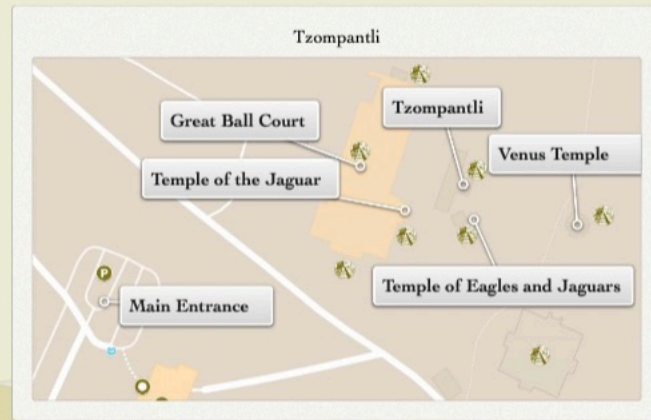 Tzompantli
Tzompantli
Great Ball Court
Venus Temple
Temple of the Jaguar
Temple of Eagles and Jaguars
P
Main Entrance